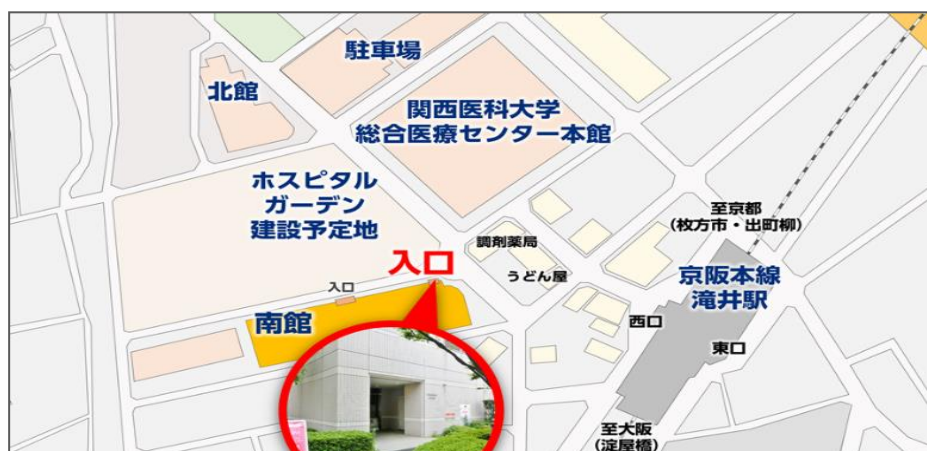 駐車場
北館
関西医科大学
総合医療センター本館
ホスピタル
ガーデン
建設予定地
至京都
(枚方市・出町柳)
調剤薬局
入口
うどん屋
京阪本線
滝井駅
入口
南館
西口
東口
至大阪
(淀屋橋)